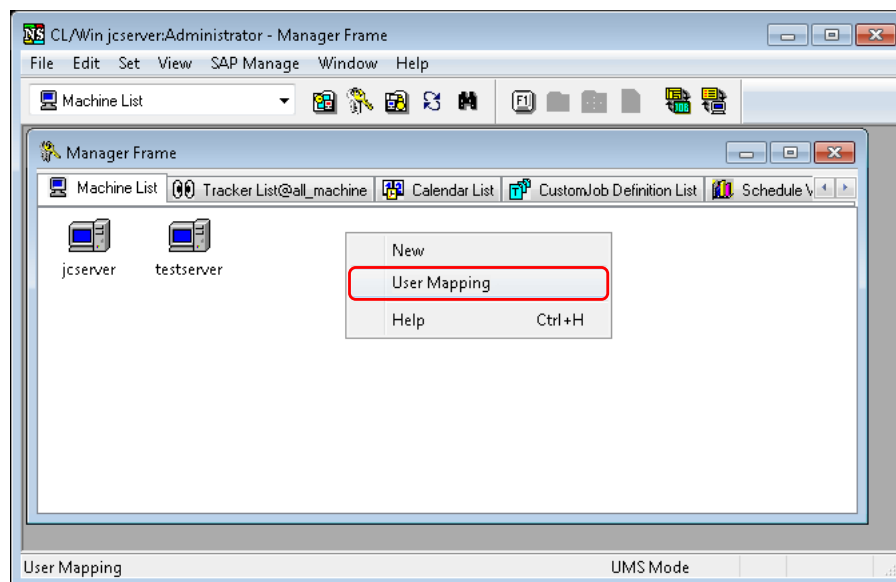 CL/Win jcserver:Administrator - Manager Frame
File Edit Set View SAP Manage Window Help
Machine List
Manager Frame
Machine List Tracker List@all_machine Calendar List CustomJob Definition List Schedule
jcserver testserver
New
User Mapping
Help Ctrl+H
User Mapping UMS Mode